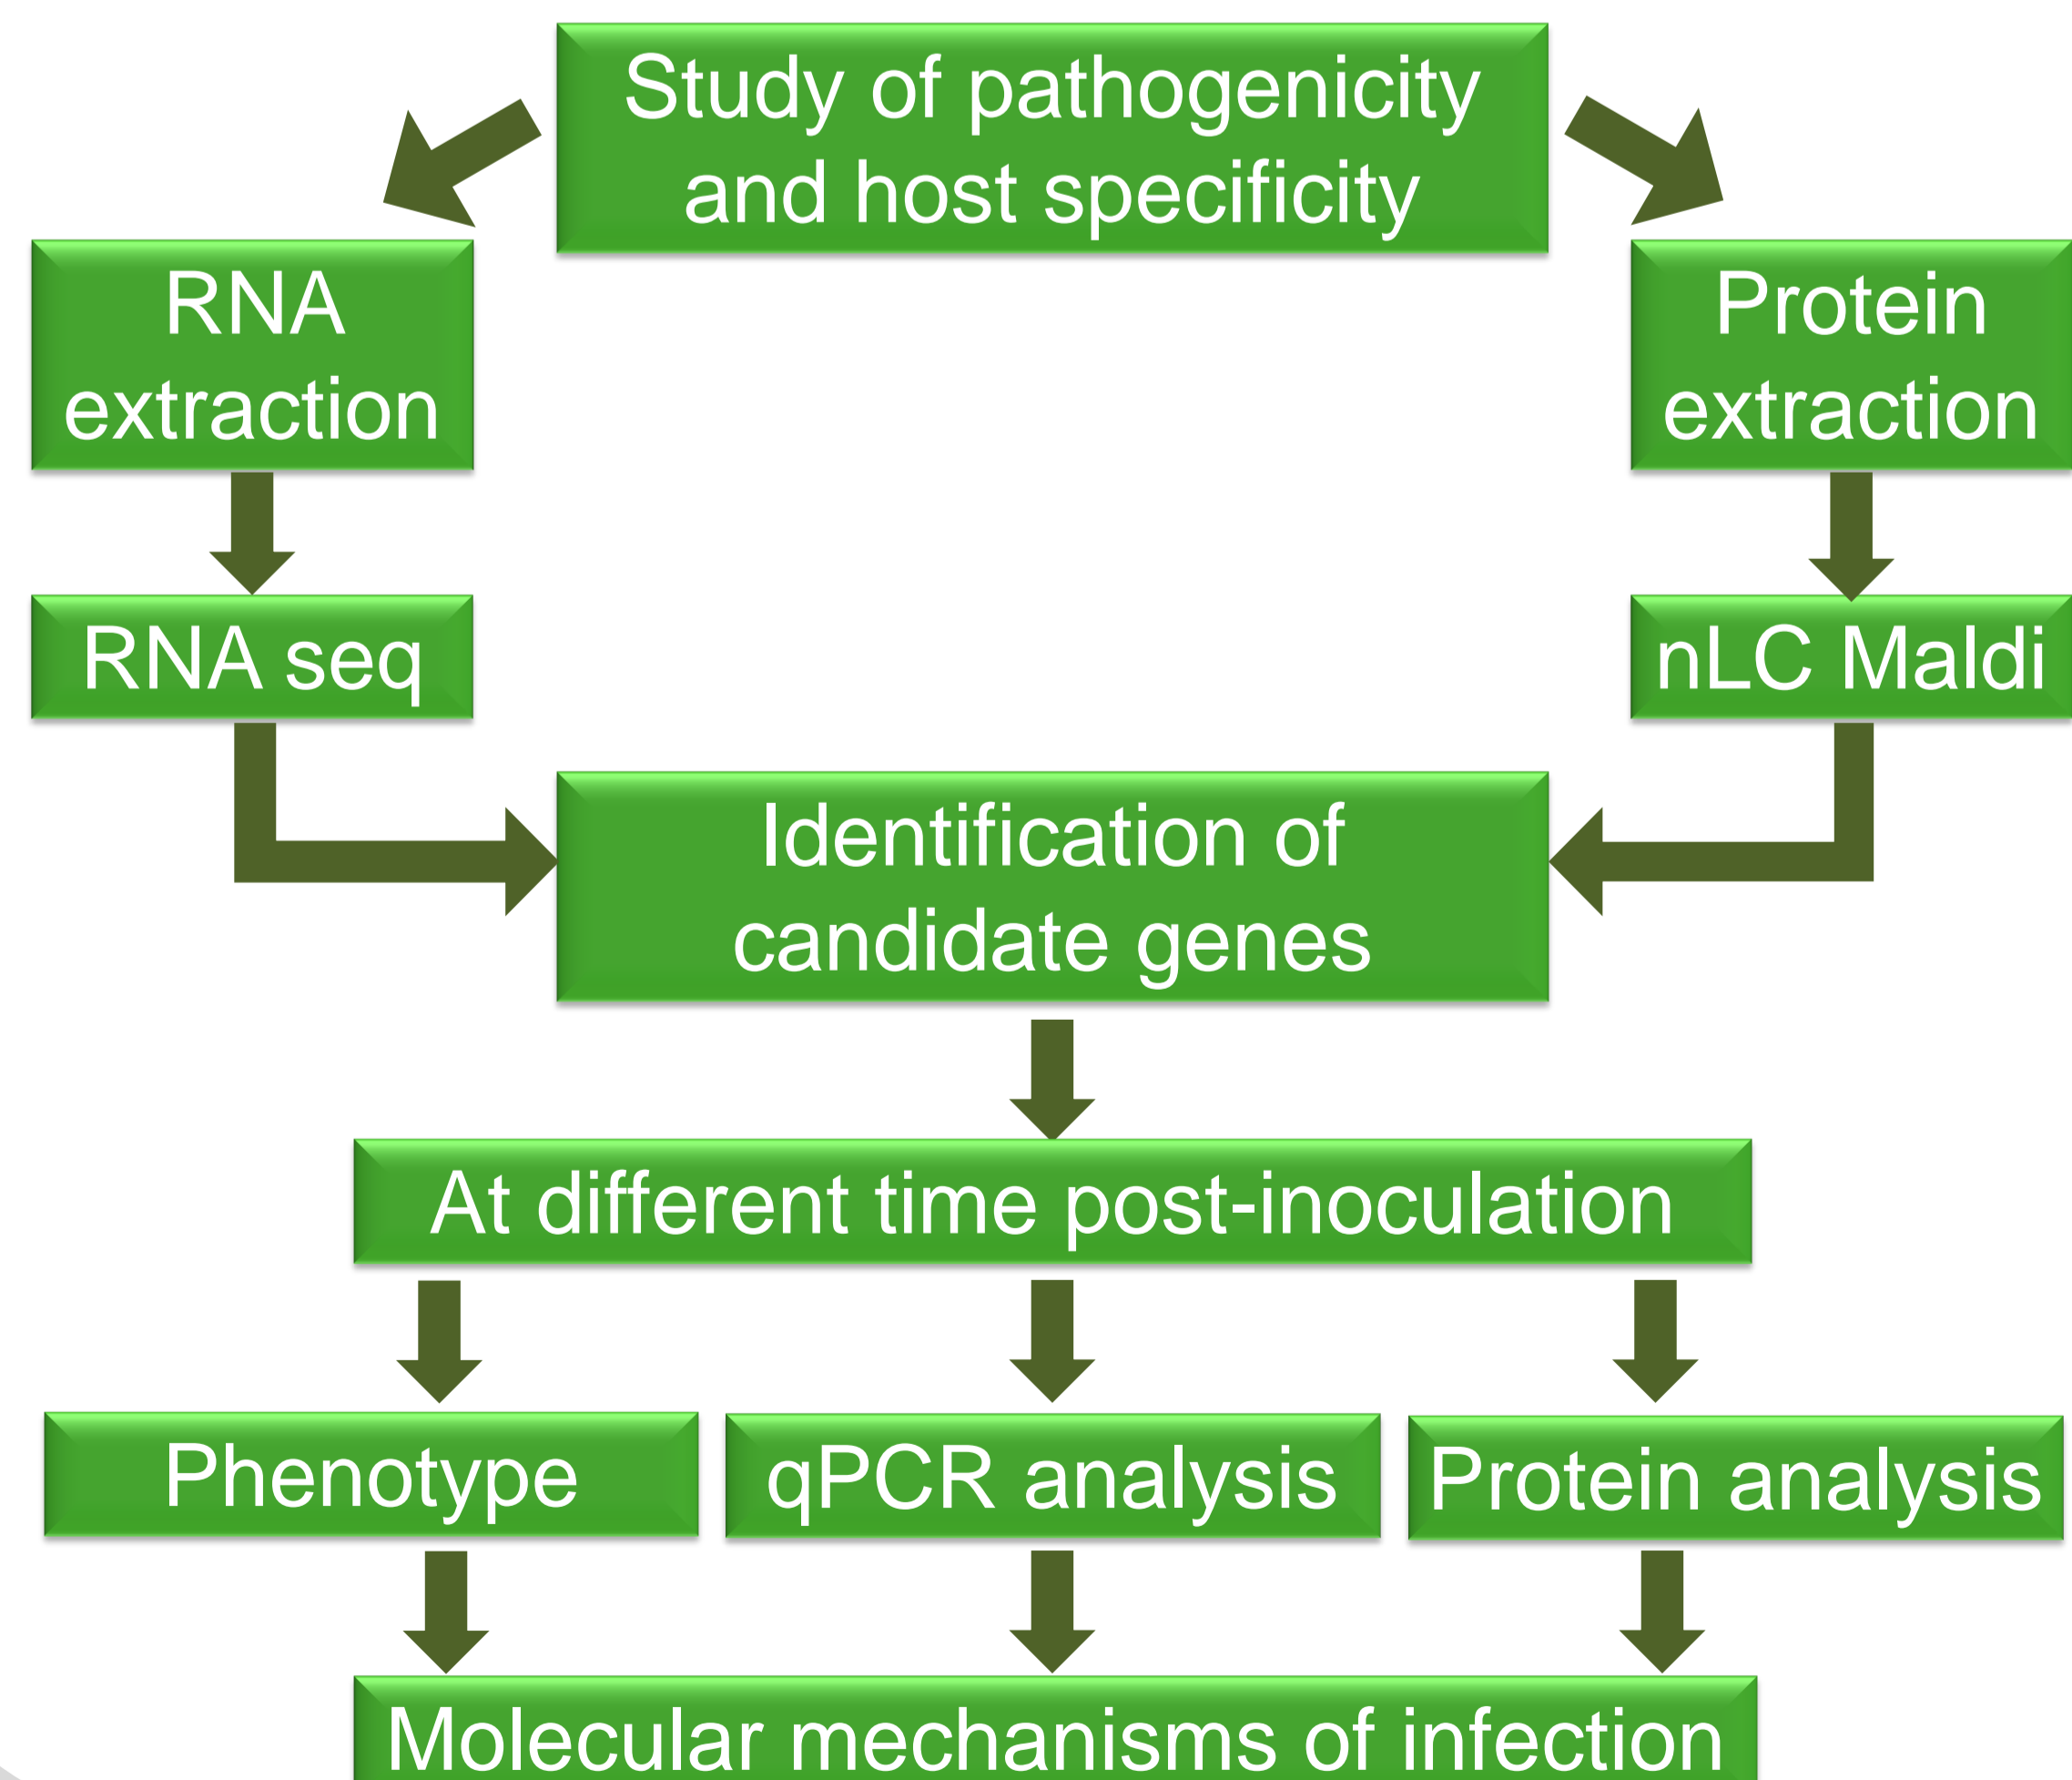 Study of pathogenicity
and host specificity
RNA
extraction
Protein
extraction
RNA seq
nLC Maldi
Identification of
candidate genes
At different time post-inoculation
Phenotype
qPCR analysis
Protein analysis
Molecular mechanisms of infection